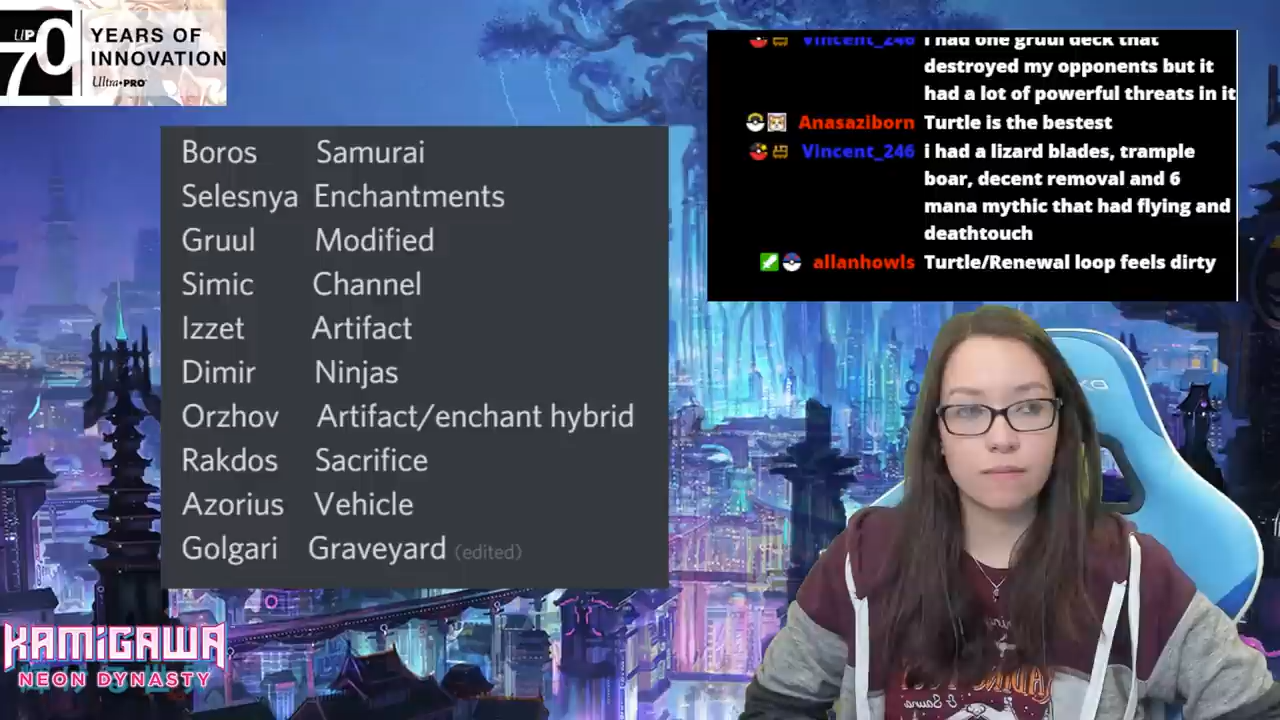 UP
70
YEARS OF
INNOVATION
Ultra•PRO
Boros Samurai
Selesnya Enchantments
Gruul Modified
Simic Channel
Izzet Artifact
Dimir Ninjas
Orzhov Artifact/enchant hybrid
Rakdos Sacrifice
Azorius Vehicle
Golgari Graveyard (edited)
Vincent_246 i had one gruul deck that
destroyed my opponents but it
had a lot of powerful threats in it
Anasaziborn Turtle is the bestest
Vincent_246 i had a lizard blades, trample
boar, decent removal and 6
mana mythic that had flying and
deathtouch
allanhowls Turtle/Renewal loop feels dirty
KAMIGAWA
NEON DYNASTY